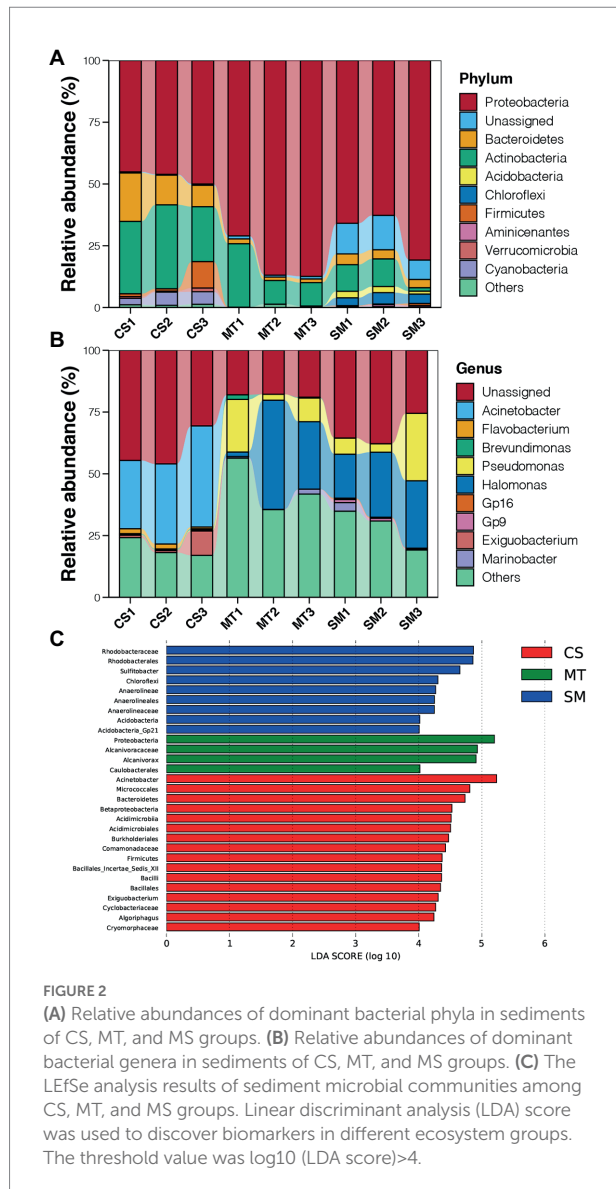 A
Relative abundance (%)
100
75
50
25
0
CS1 CS2 CS3 MT1 MT2 MT3 SM1 SM2 SM3
Phylum
Proteobacteria
Unassigned
Bacteroidetes
Actinobacteria
Acidobacteria
Chloroflexi
Firmicutes
Aminicenantes
Verrucomicrobia
Cyanobacteria
Others
B
Relative abundance (%)
100
75
50
25
0
CS1 CS2 CS3 MT1 MT2 MT3 SM1 SM2 SM3
Genus
Unassigned
Acinetobacter
Flavobacterium
Brevundimonas
Pseudomonas
Halomonas
Gp16
Gp9
Exiguobacterium
Marinobacter
Others
C
Rhodobacteraceae
Rhodobacterales
Sulfitobacter
Chloroflexi
Anaerolineae
Anaerolineales
Anaerolineaceae
Acidobacteria
Acidobacteria_Gp21
Proteobacteria
Alcanivoracaceae
Alcanivorax
Caulobacterales
Acinetobacter
Micrococcales
Bacteroidetes
Betaproteobacteria
Acidimicrobiia
Acidimicrobiales
Burkholderiales
Comamonadaceae
Firmicutes
Bacillales_Incertae_Sedis_XII
Bacilli
Bacillales
Exiguobacterium
Cyclobacteriaceae
Algoriphagus
Cryomorphaceae
0 1 2 3 4 5 6
LDA SCORE (log 10)
CS
MT
SM
FIGURE 2
(A) Relative abundances of dominant bacterial phyla in sediments
of CS, MT, and MS groups. (B) Relative abundances of dominant
bacterial genera in sediments of CS, MT, and MS groups. (C) The
LEfSe analysis results of sediment microbial communities among
CS, MT, and MS groups. Linear discriminant analysis (LDA) score
was used to discover biomarkers in different ecosystem groups.
The threshold value was log10 (LDA score)>4.